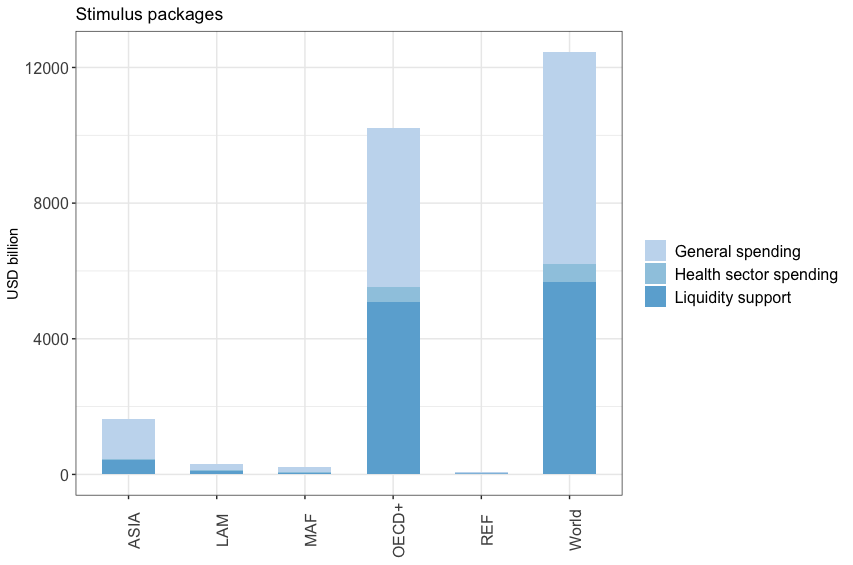 Stimulus packages
USD billion
12000
8000
4000
0
ASIA
LAM
MAF
OECD+
REF
World
General spending
Health sector spending
Liquidity support